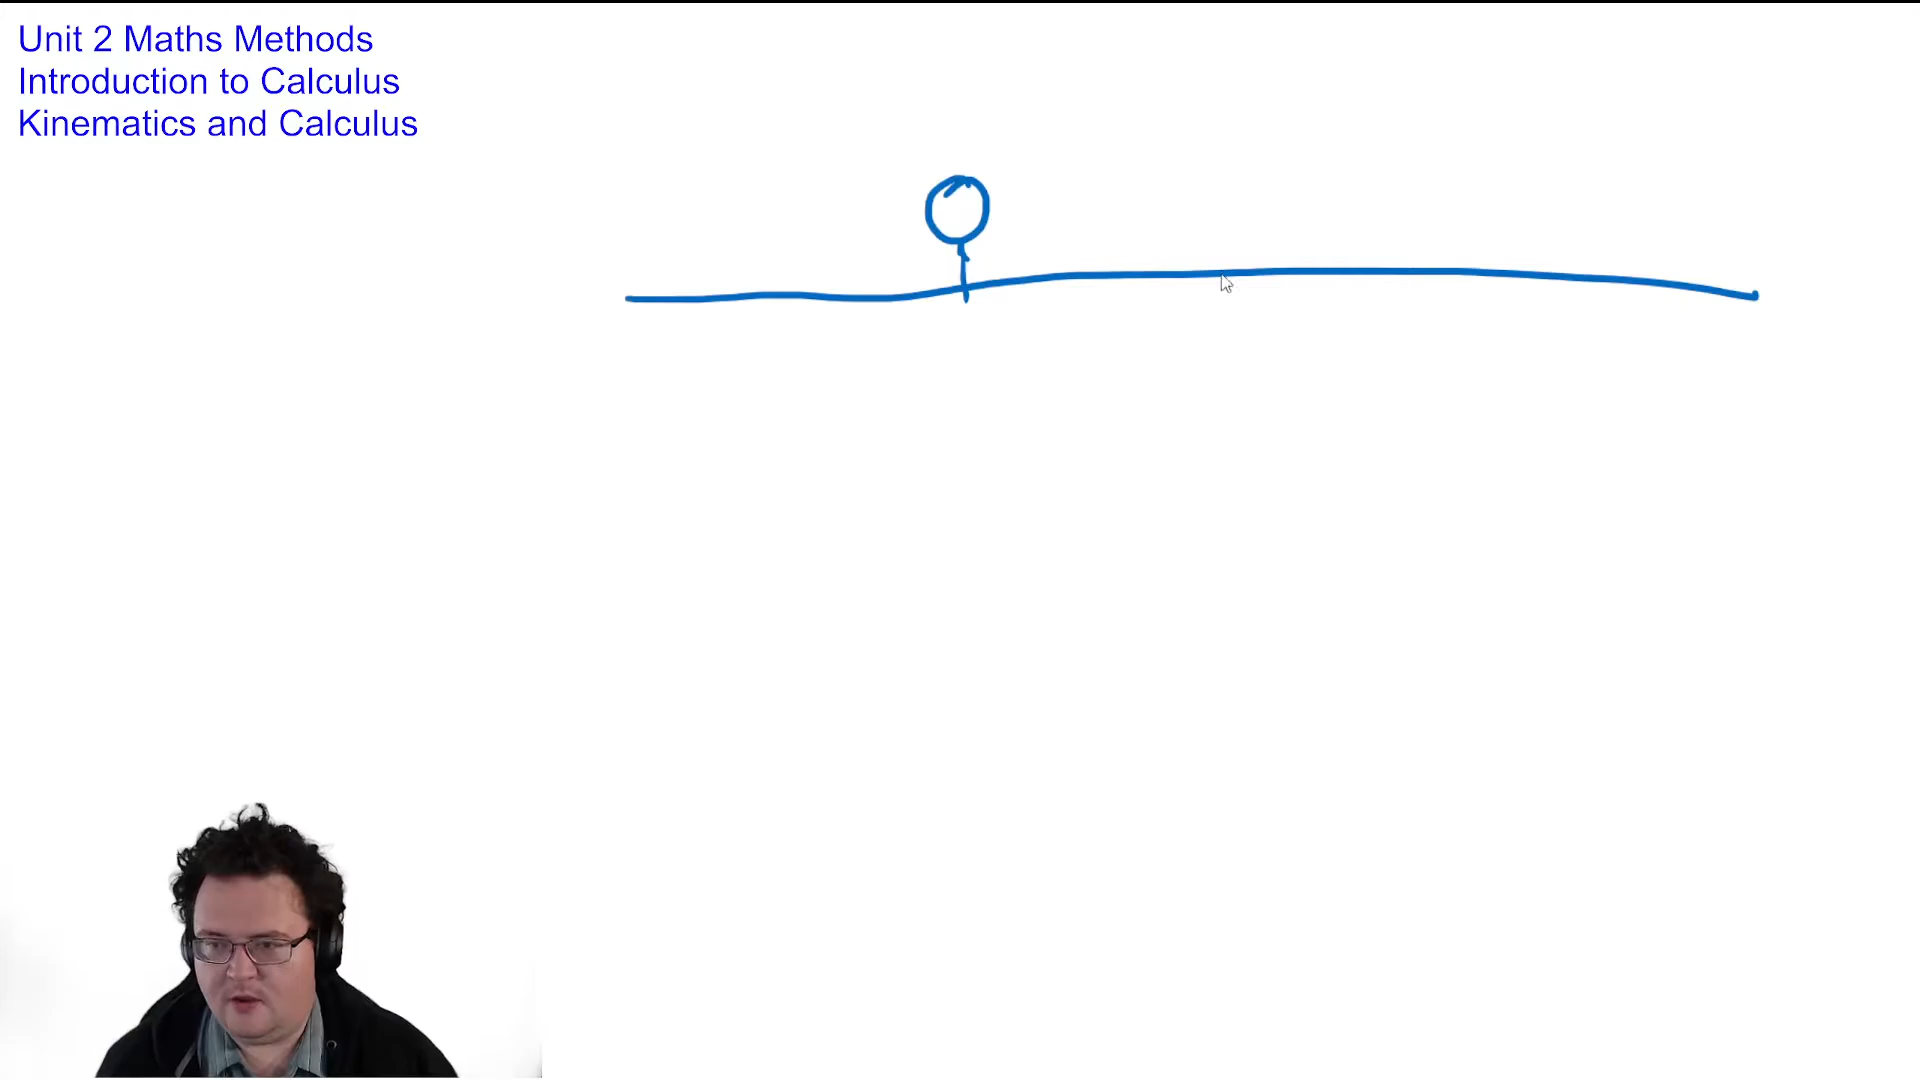 Unit 2 Maths Methods
Introduction to Calculus
Kinematics and Calculus